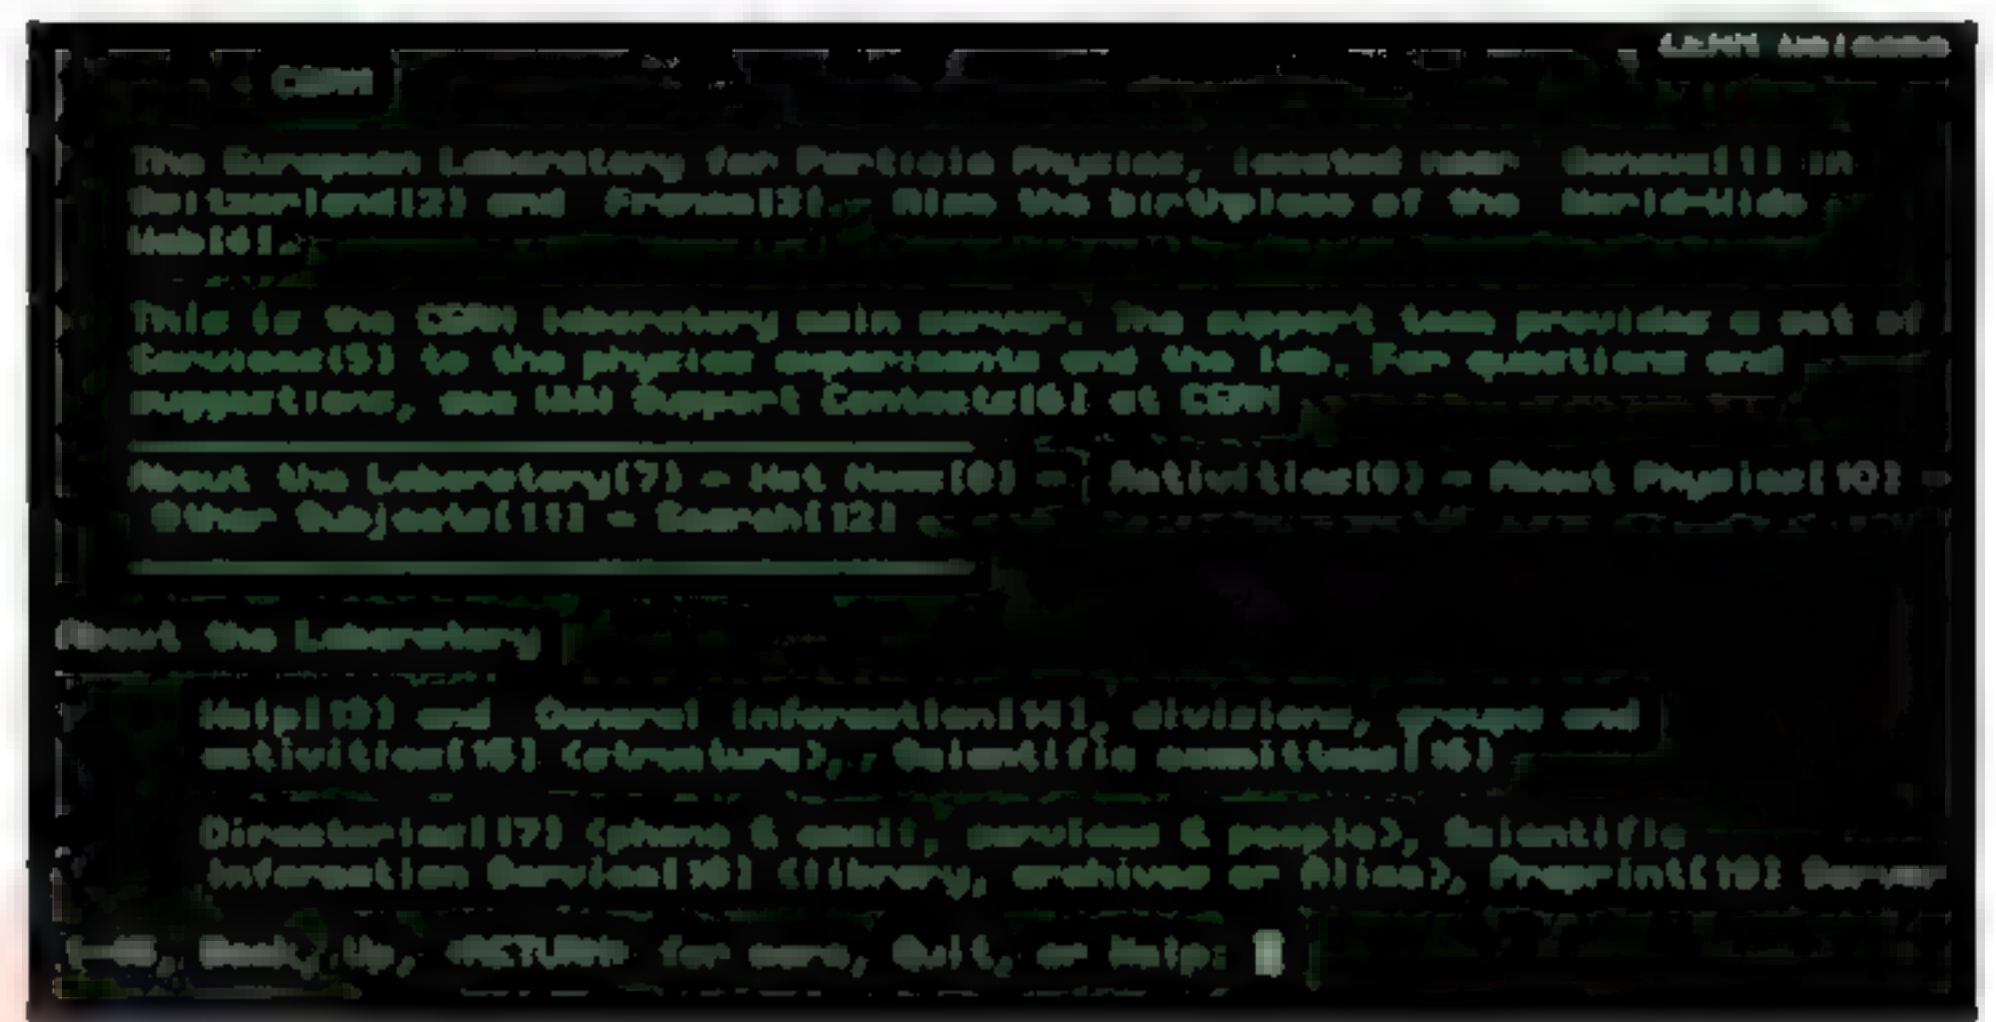 CERN Welcome
CERN
The European Laboratory for Particle Physics, located near Geneva[1] in
Switzerland[2] and France[3]. Also the birthplace of the World-Wide
Web[4].
This is the CERN laboratory main server. The support team provides a set of
Services[5] to the physics experiments and the lab. For questions and
suggestions, see WWW Support Contacts[6] at CERN
About the Laboratory[7] - Hot News[8] - Activities[9] - About Physics[10] -
Other Subjects[11] - Search[12]
About the Laboratory
Help[13] and General Information[14], divisions, groups and
activities[15] (structure), Scientific committees[16]
Directories[17] (phone & email, services & people), Scientific
Information Service[18] (library, archives or Alice), Preprint[19] Server
Back, Up, <RETURN> for more, Quit, or Help: